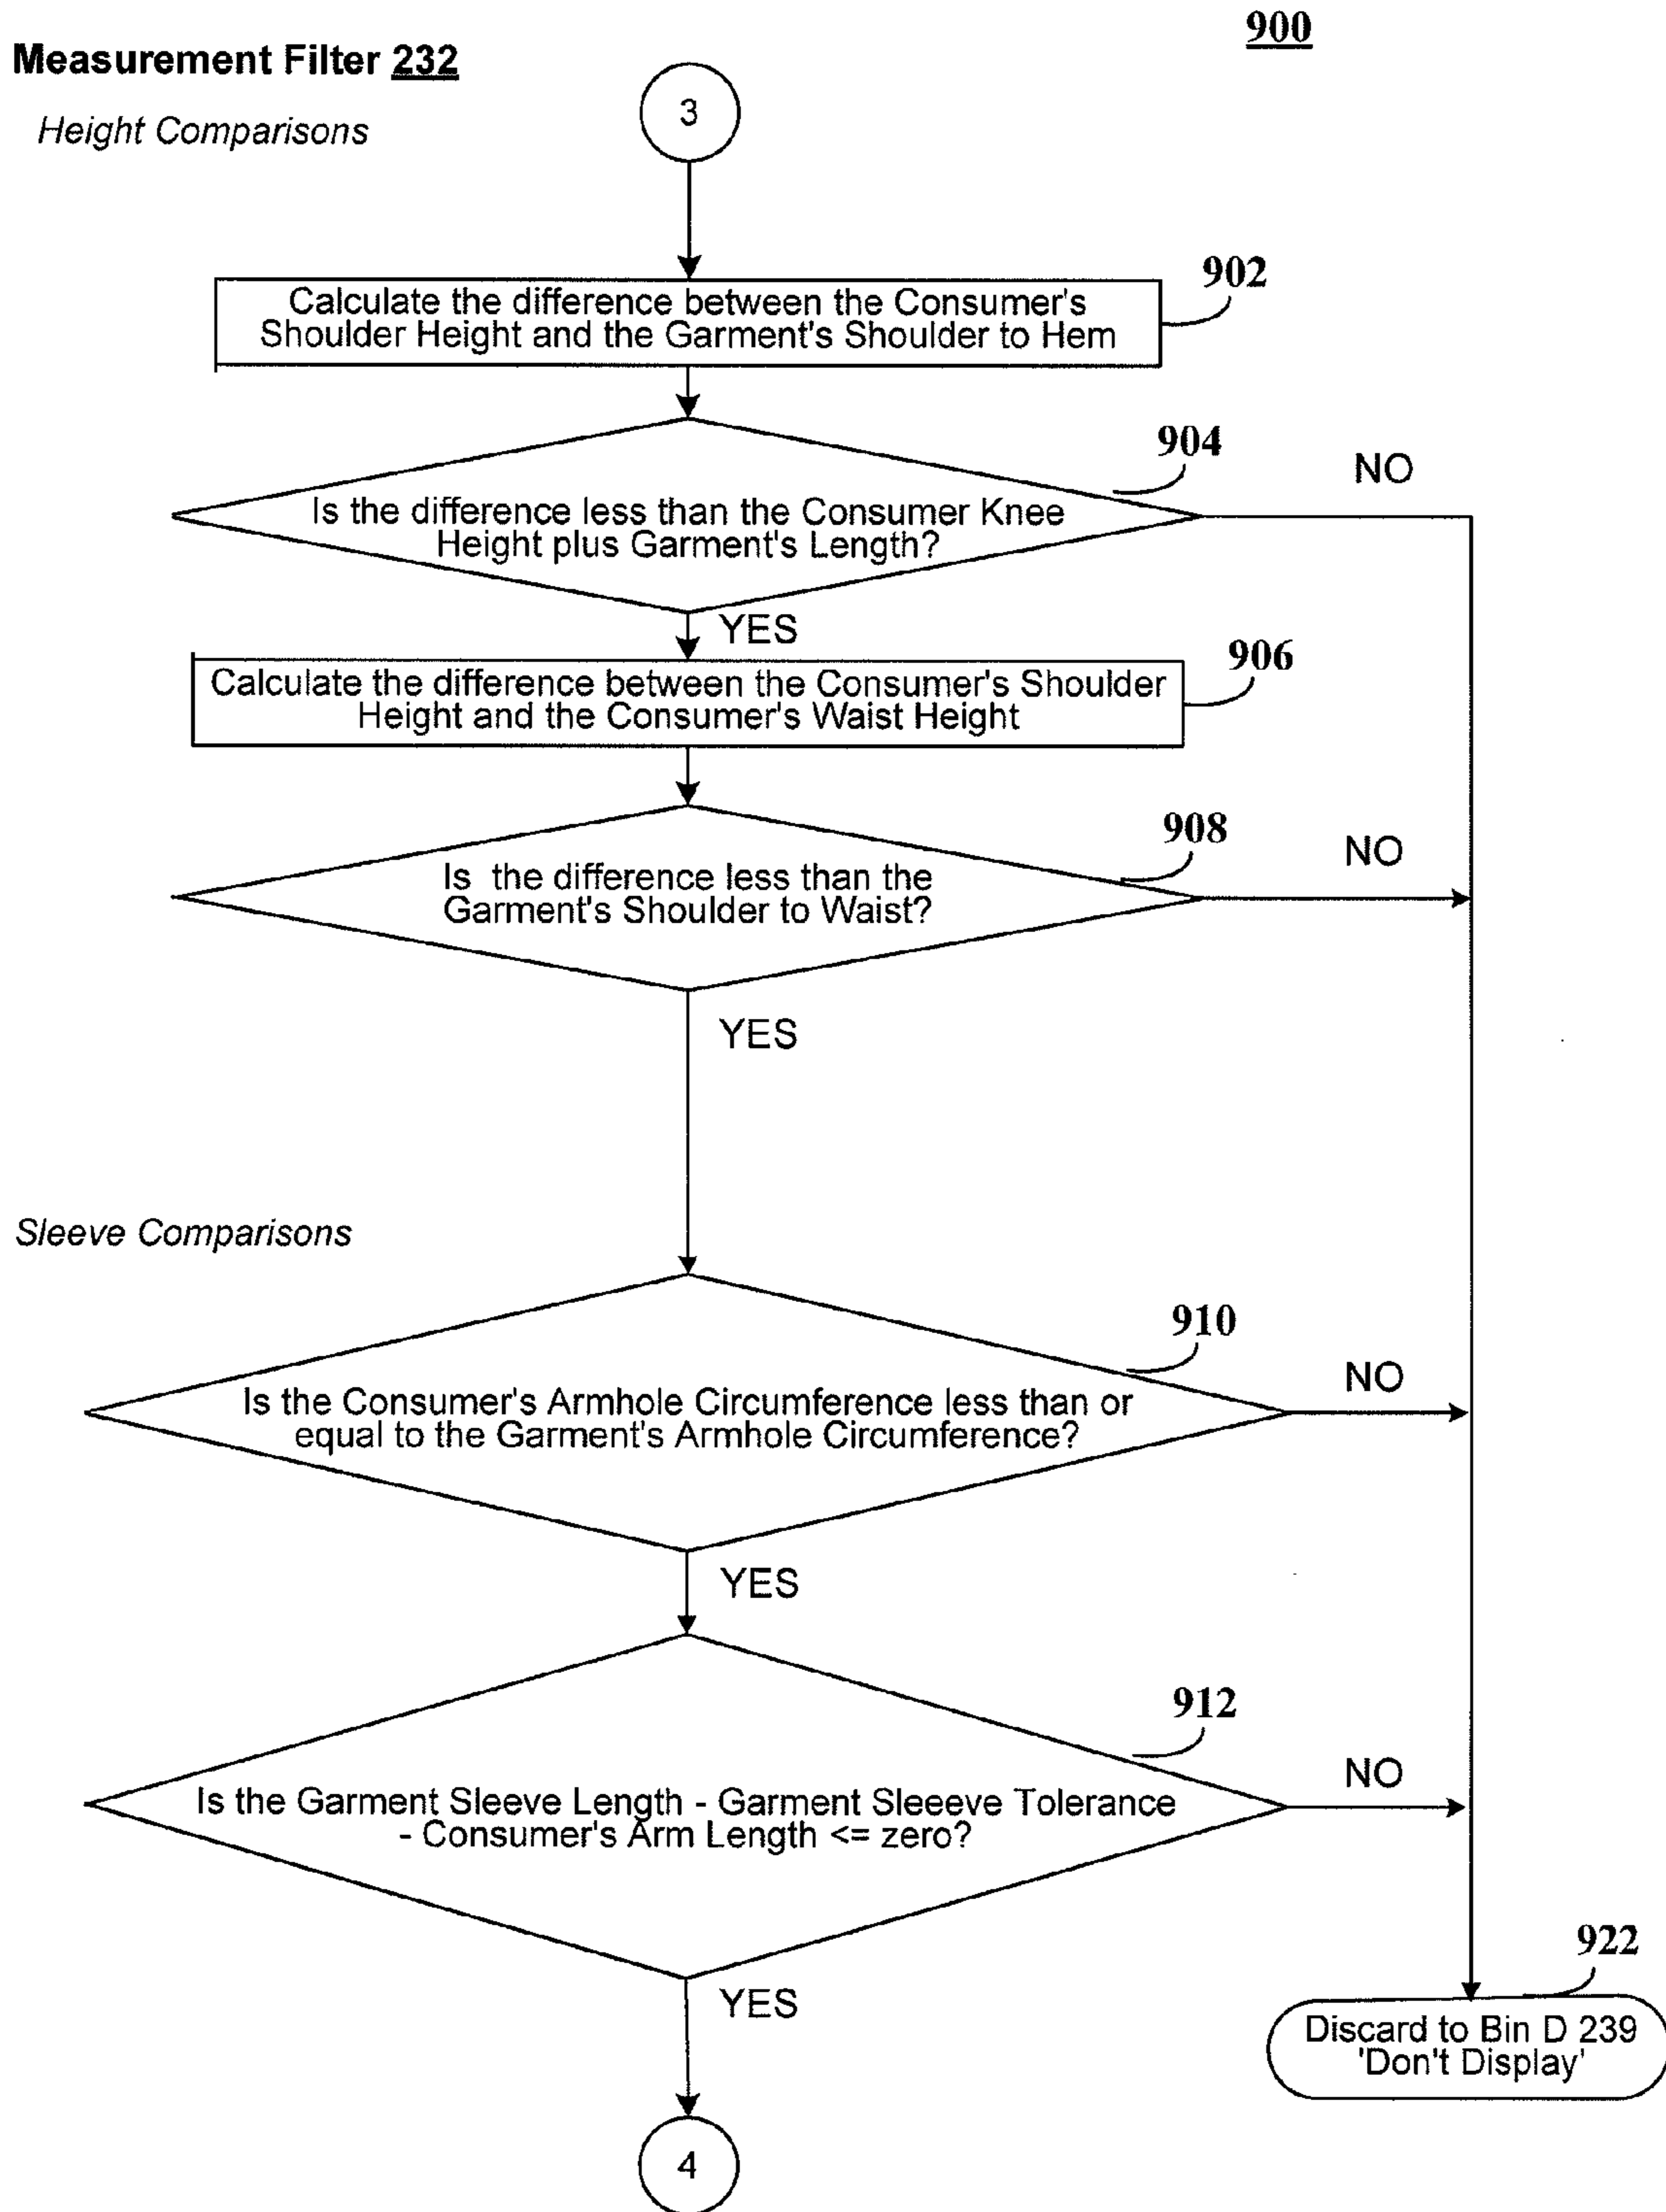 900
Measurement Filter 232
Height Comparisons
3
902
Calculate the difference between the Consumer's
Shoulder Height and the Garment's Shoulder to Hem
904
NO
Is the difference less than the Consumer Knee
Height plus Garment's Length?
YES
906
Calculate the difference between the Consumer's Shoulder
Height and the Consumer's Waist Height
908
NO
Is the difference less than the
Garment's Shoulder to Waist?
YES
Sleeve Comparisons
910
NO
Is the Consumer's Armhole Circumference less than or
equal to the Garment's Armhole Circumference?
YES
912
NO
Is the Garment Sleeve Length - Garment Sleeeve Tolerance
- Consumer's Arm Length <= zero?
YES
922
Discard to Bin D 239
'Don't Display'
4